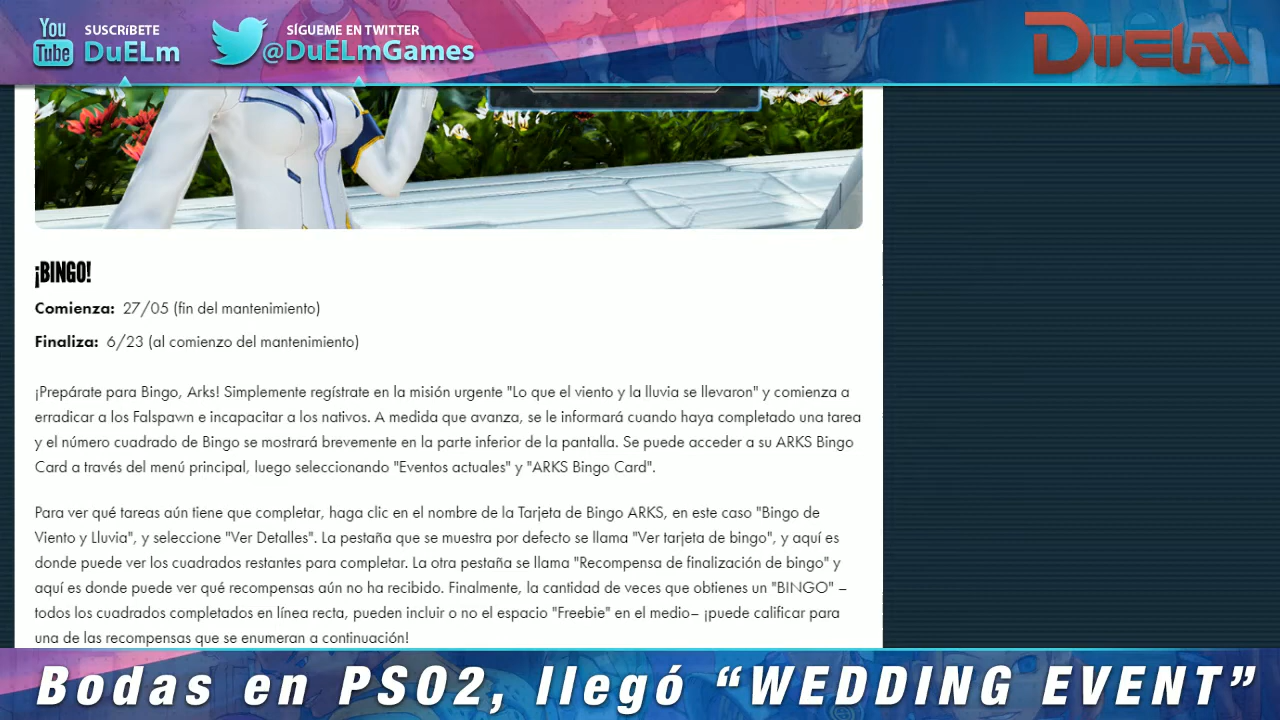 You
Tube
SUSCRíBETE
DuELm
SÍGUEME EN TWITTER
@DuELmGames
DuELm
¡BINGO!
Comienza: 27/05 (fin del mantenimiento)
Finaliza: 6/23 (al comienzo del mantenimiento)
¡Prepárate para Bingo, Arks! Simplemente regístrate en la misión urgente "Lo que el viento y la lluvia se llevaron" y comienza a
erradicar a los Falspawn e incapacitar a los nativos. A medida que avanza, se le informará cuando haya completado una tarea
y el número cuadrado de Bingo se mostrará brevemente en la parte inferior de la pantalla. Se puede acceder a su ARKS Bingo
Card a través del menú principal, luego seleccionando "Eventos actuales" y "ARKS Bingo Card".
Para ver qué tareas aún tiene que completar, haga clic en el nombre de la Tarjeta de Bingo ARKS, en este caso "Bingo de
Viento y Lluvia", y seleccione "Ver Detalles". La pestaña que se muestra por defecto se llama "Ver tarjeta de bingo", y aquí es
donde puede ver los cuadrados restantes para completar. La otra pestaña se llama "Recompensa de finalización de bingo" y
aquí es donde puede ver qué recompensas aún no ha recibido. Finalmente, la cantidad de veces que obtienes un "BINGO" –
todos los cuadrados completados en línea recta, pueden incluir o no el espacio "Freebie" en el medio– ¡puede calificar para
una de las recompensas que se enumeran a continuación!
Bodas en PSO2, llegó “WEDDING EVENT”